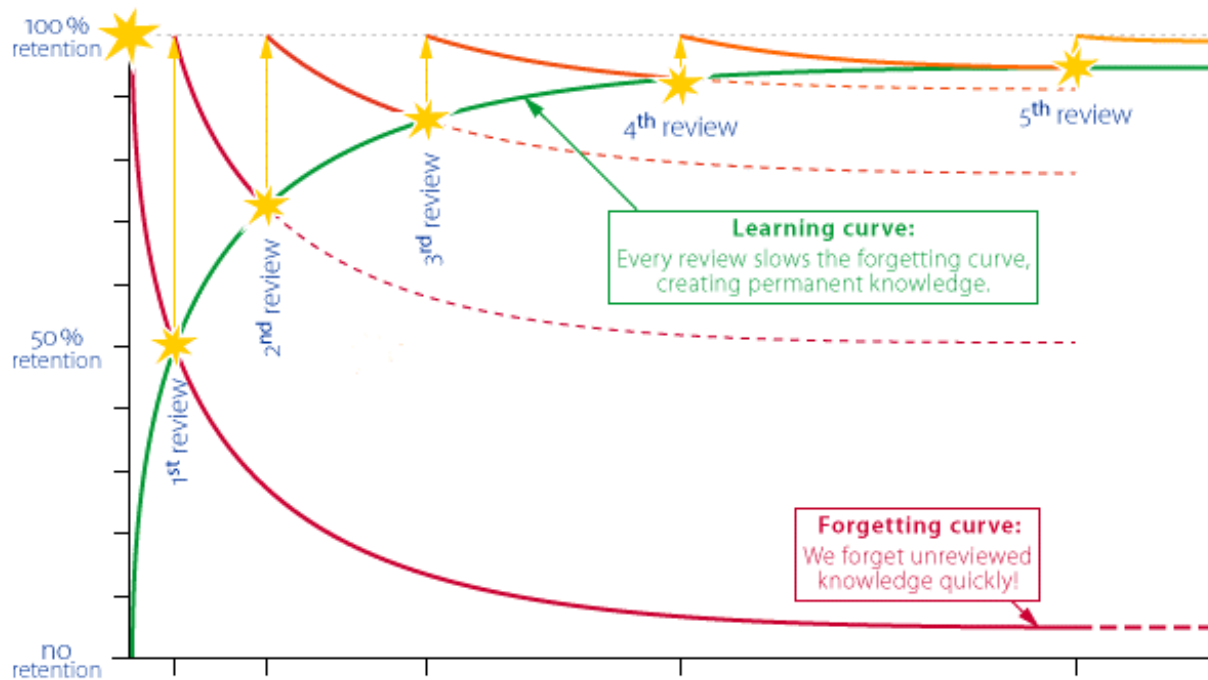 100%
retention
50%
retention
no
retention
1st review
2nd review
3rd review
4th review
5th review
Learning curve:
Every review slows the forgetting curve,
creating permanent knowledge.
Forgetting curve:
We forget unreviewed
knowledge quickly!